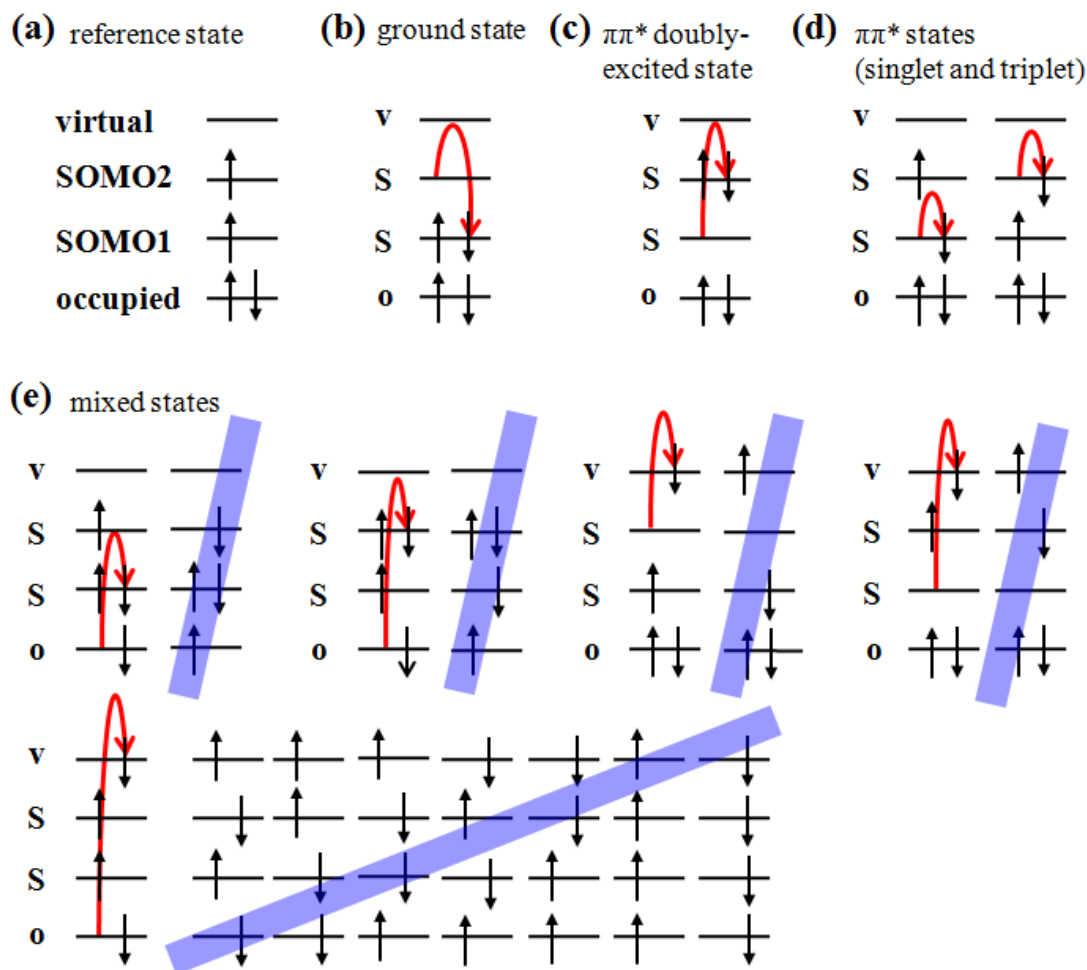 (a) reference state
(b) ground state
(c) ππ* doubly-
excited state
(d) ππ* states
(singlet and triplet)
virtual
SOMO2
SOMO1
occupied
v
S
S
o
v
S
S
o
v
S
S
o
(e) mixed states
v
S
S
o
v
S
S
o
v
S
S
o
v
S
S
o
v
S
S
o